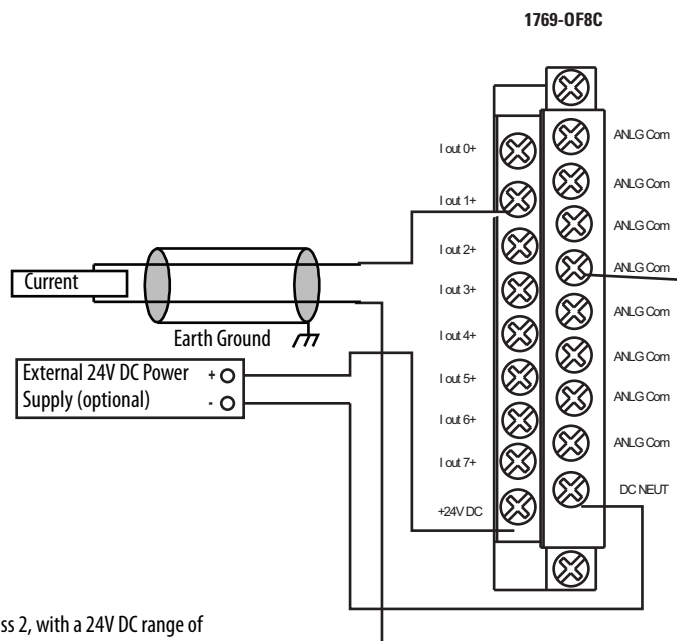 1769-OF8C
I out 0+
ANLG Com
I out 1+
ANLG Com
I out 2+
ANLG Com
Current
I out 3+
ANLG Com
Earth Ground
I out 4+
ANLG Com
External 24V DC Power +
Supply (optional) -
I out 5+
ANLG Com
I out 6+
ANLG Com
I out 7+
ANLG Com
+24V DC
DC NEUT
ss 2, with a 24V DC range of